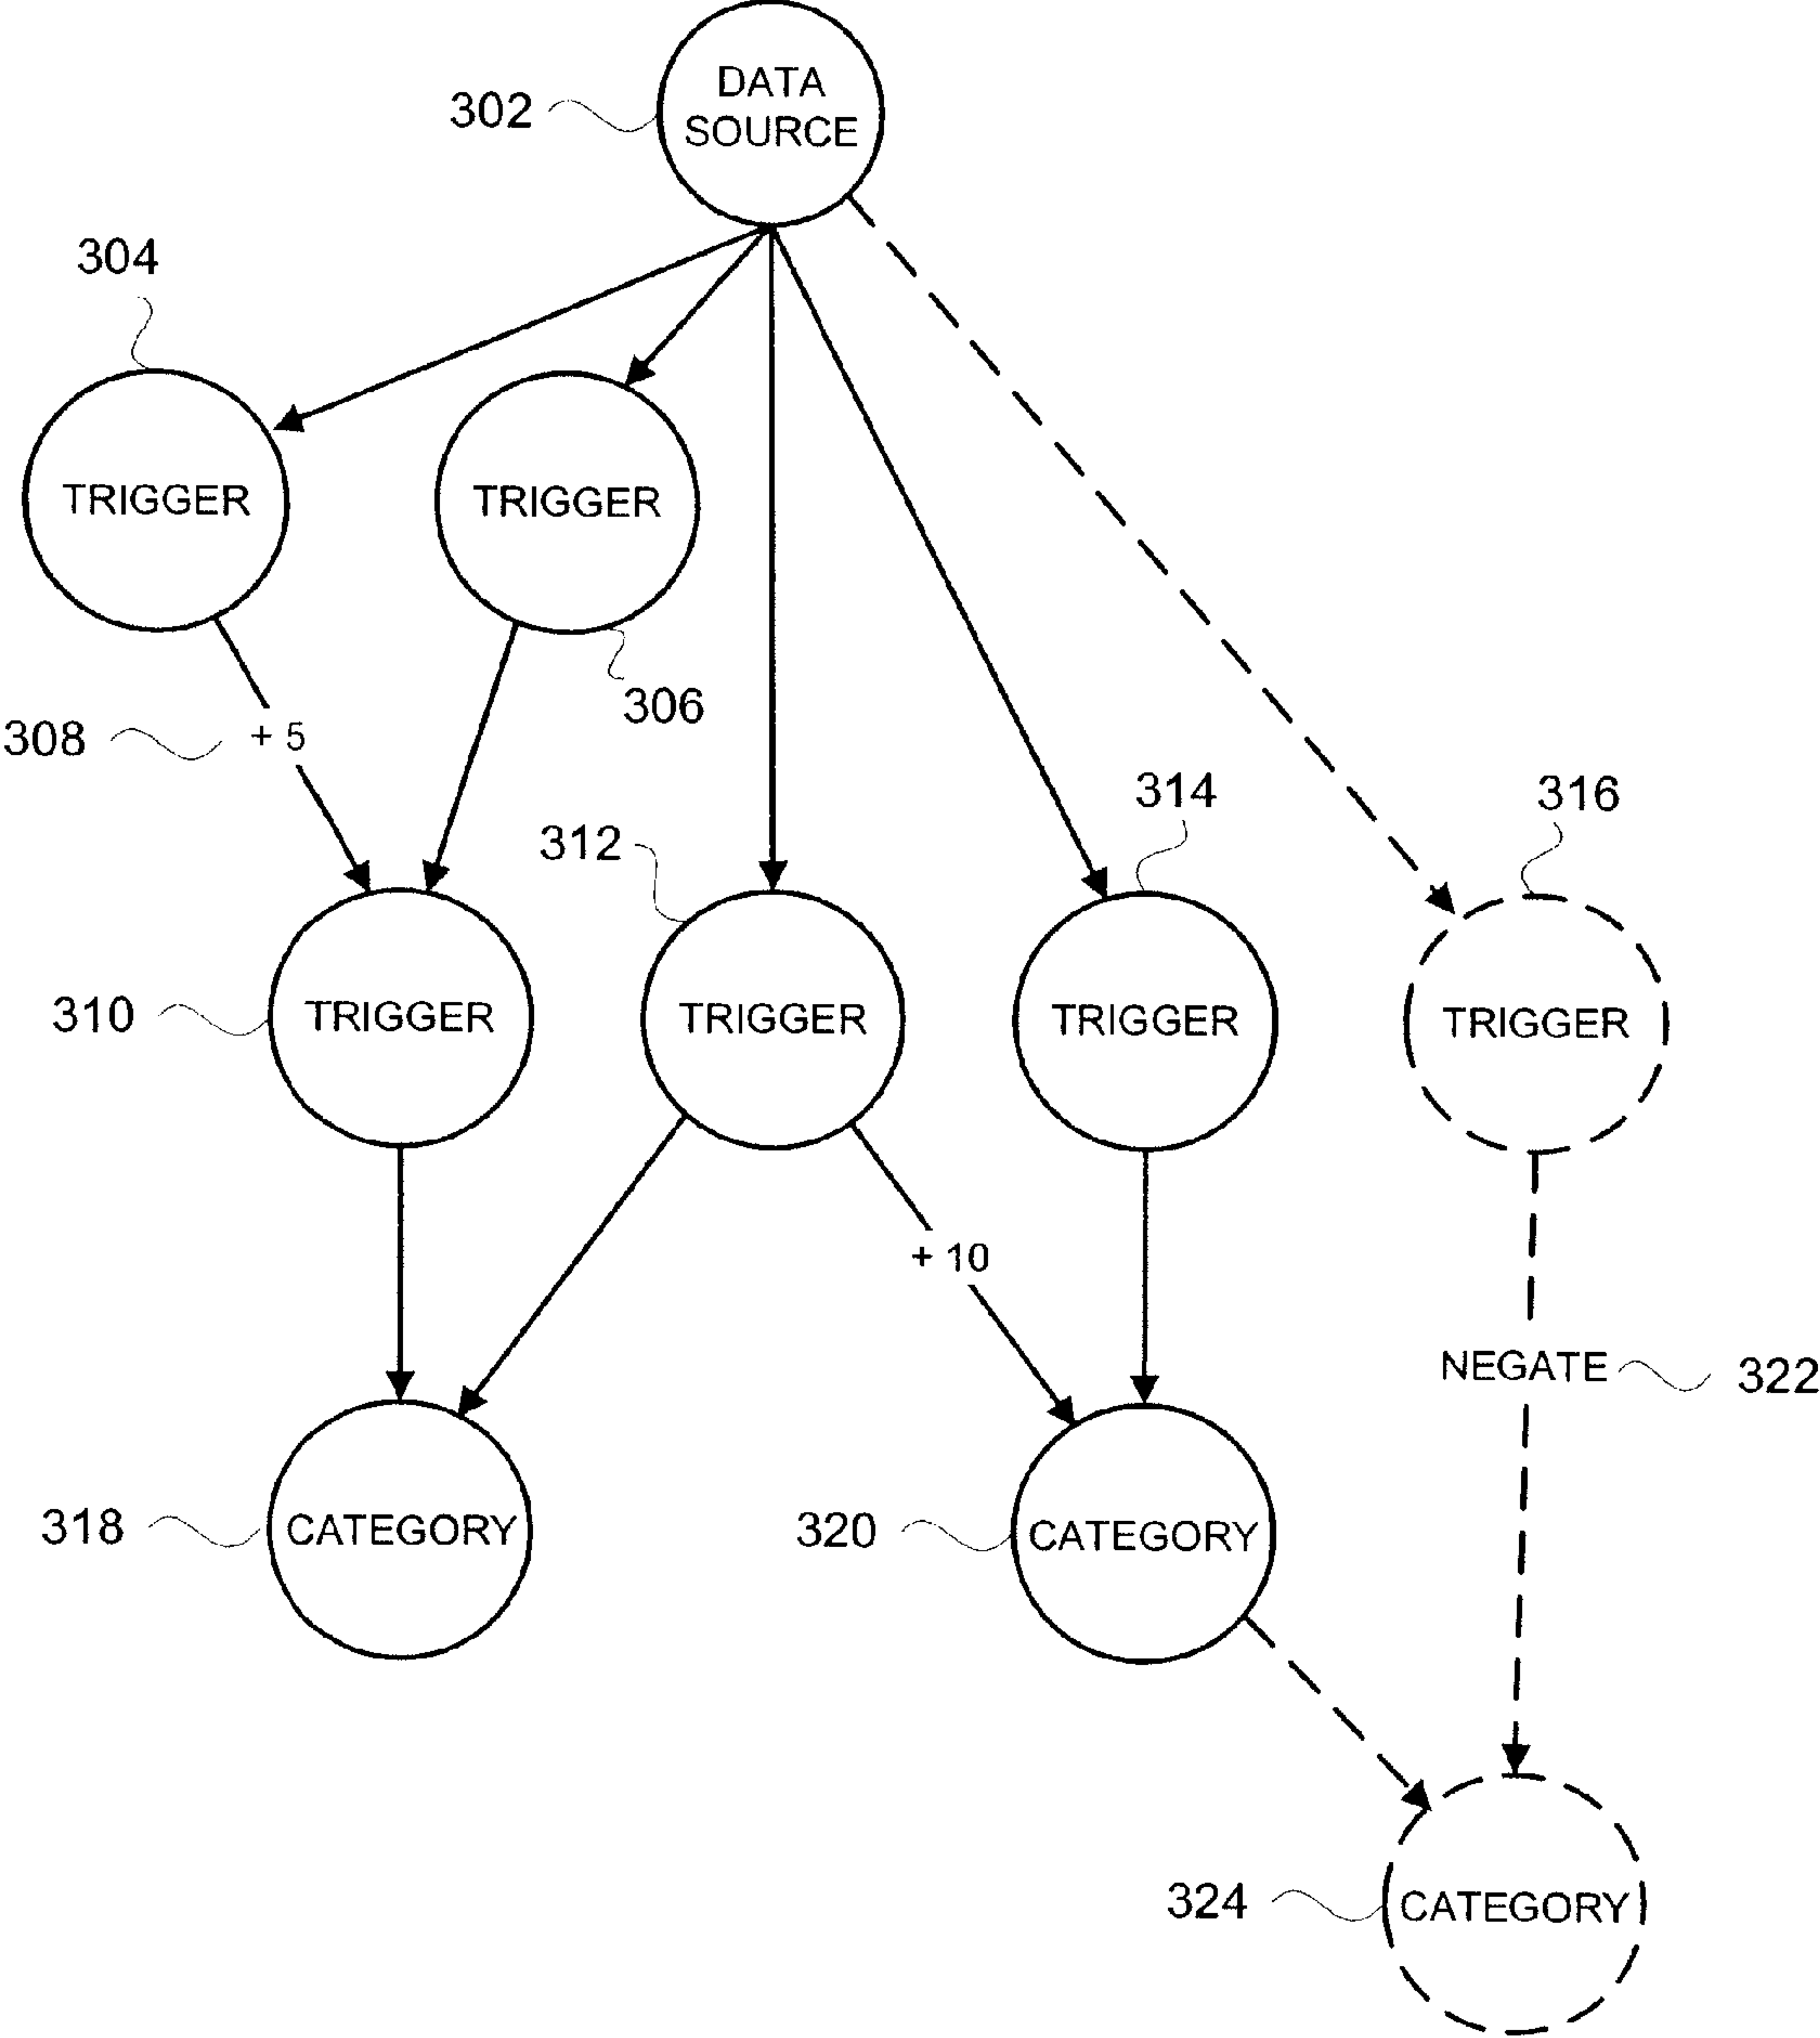 DATA
SOURCE
302
304
TRIGGER
TRIGGER
306
308
+ 5
312
314
316
310
TRIGGER
TRIGGER
TRIGGER
TRIGGER
+ 10
NEGATE
322
318
CATEGORY
320
CATEGORY
324
CATEGORY